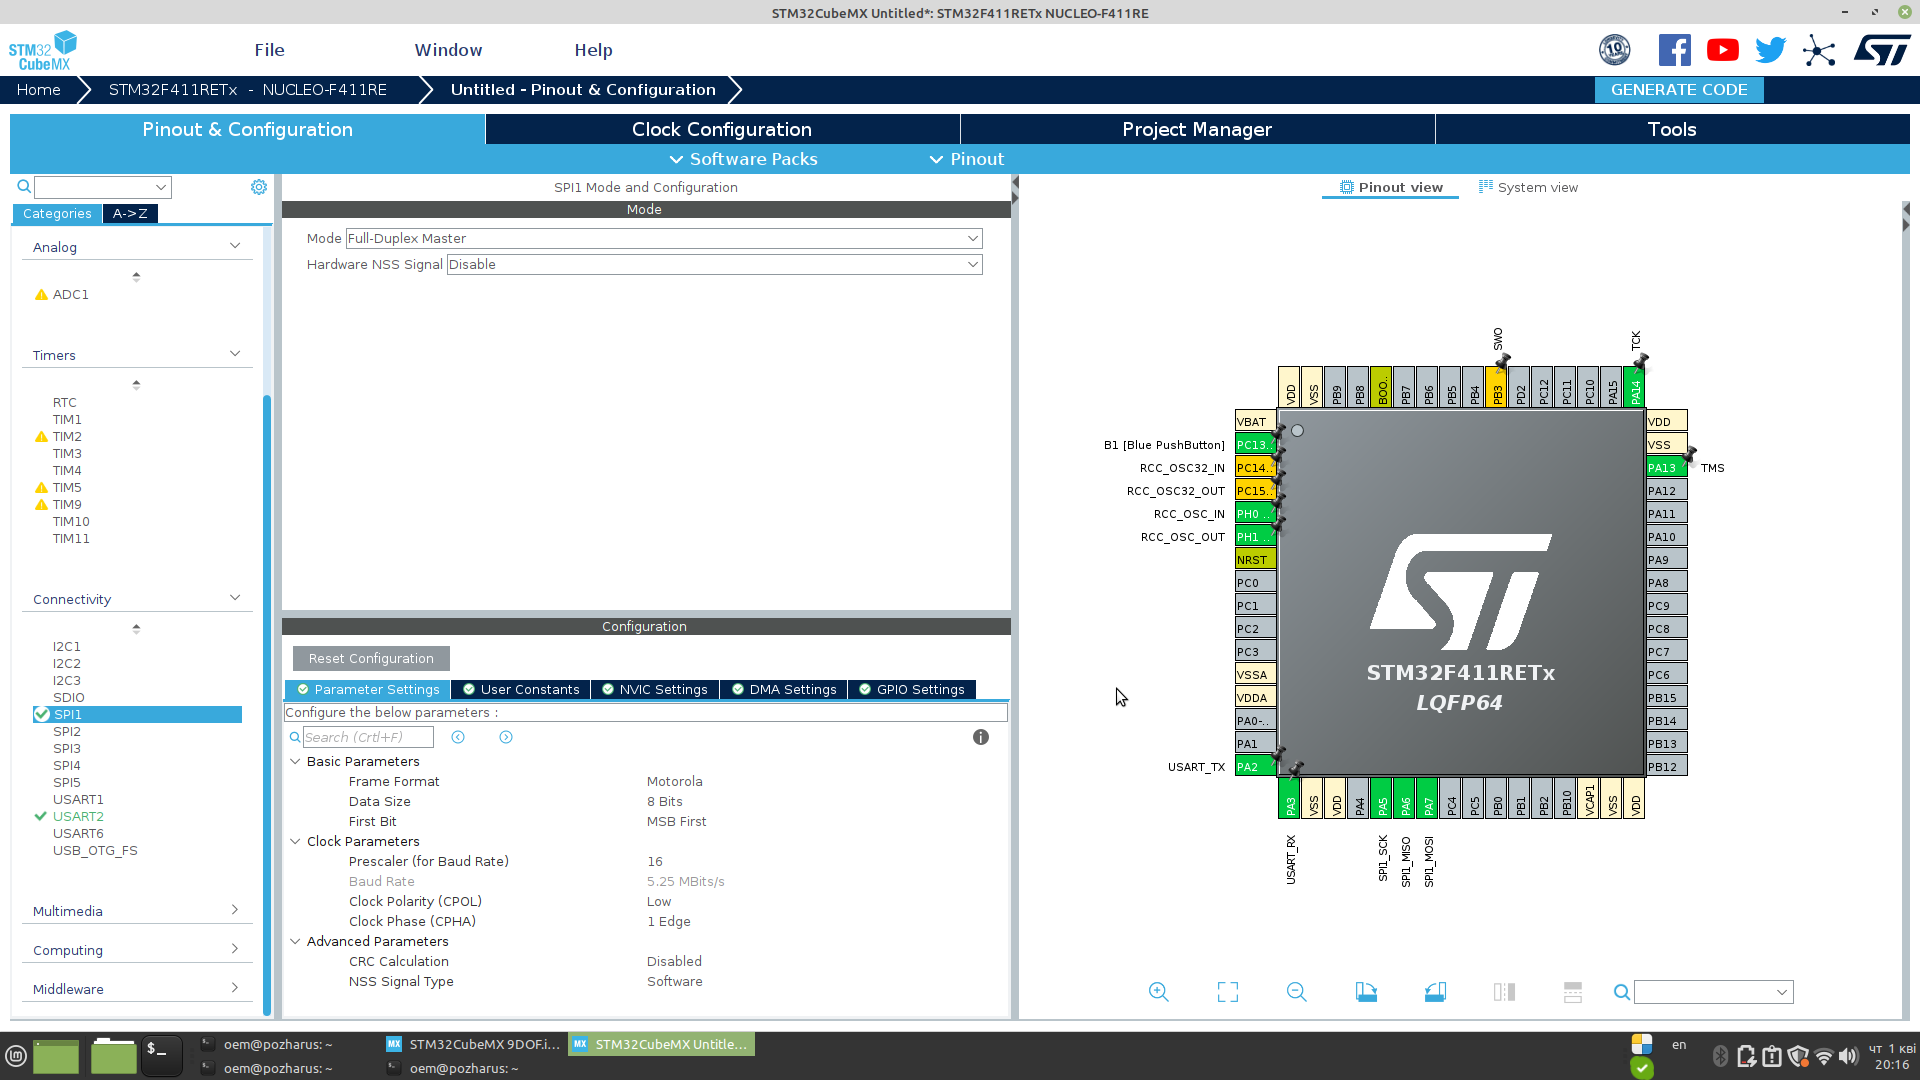 STM32CubeMX Untitled*: STM32F411RETx NUCLEO-F411RE
STM32
CubeMX
File
Window
Help
10
Home
STM32F411RETx - NUCLEO-F411RE
Untitled - Pinout & Configuration
GENERATE CODE
Pinout & Configuration
Clock Configuration
Project Manager
Tools
Software Packs
Pinout
Categories
A->Z
Analog
ADC1
Timers
RTC
TIM1
TIM2
TIM3
TIM4
TIM5
TIM9
TIM10
TIM11
Connectivity
I2C1
I2C2
I2C3
SDIO
SPI1
SPI2
SPI3
SPI4
SPI5
USART1
USART2
USART6
USB_OTG_FS
Multimedia
Computing
Middleware
SPI1 Mode and Configuration
Mode
Mode Full-Duplex Master
Hardware NSS Signal Disable
Configuration
Reset Configuration
Parameter Settings
User Constants
NVIC Settings
DMA Settings
GPIO Settings
Configure the below parameters :
Search (Crtl+F)
Basic Parameters
Frame Format Motorola
Data Size 8 Bits
First Bit MSB First
Clock Parameters
Prescaler (for Baud Rate) 16
Baud Rate 5.25 MBits/s
Clock Polarity (CPOL) Low
Clock Phase (CPHA) 1 Edge
Advanced Parameters
CRC Calculation Disabled
NSS Signal Type Software
Pinout view
System view
SWO
TCK
VDD
VSS
PB9
PB8
BOO..
PB7
PB6
PB5
PB4
PB3
PD2
PC12
PC11
PC10
PA15
PA14
VBAT
B1 [Blue PushButton] PC13..
RCC_OSC32_IN PC14..
RCC_OSC32_OUT PC15..
RCC_OSC_IN PH0 ..
RCC_OSC_OUT PH1 ..
NRST
PC0
PC1
PC2
PC3
VSSA
VDDA
PA0-..
PA1
USART_TX PA2
VDD
VSS
PA13 TMS
PA12
PA11
PA10
PA9
PA8
PC9
PC8
PC7
PC6
PB15
PB14
PB13
PB12
ST
STM32F411RETx
LQFP64
PA3
VSS
VDD
PA4
PA5
PA6
PA7
PC4
PC5
PB0
PB1
PB2
PB10
VCAP1
VSS
VDD
USART_RX
SPI1_SCK
SPI1_MISO
SPI1_MOSI
oem@pozharus: ~
oem@pozharus: ~
STM32CubeMX 9DOF.i...
oem@pozharus: ~
STM32CubeMX Untitle...
en
чт 1 кві
20:16